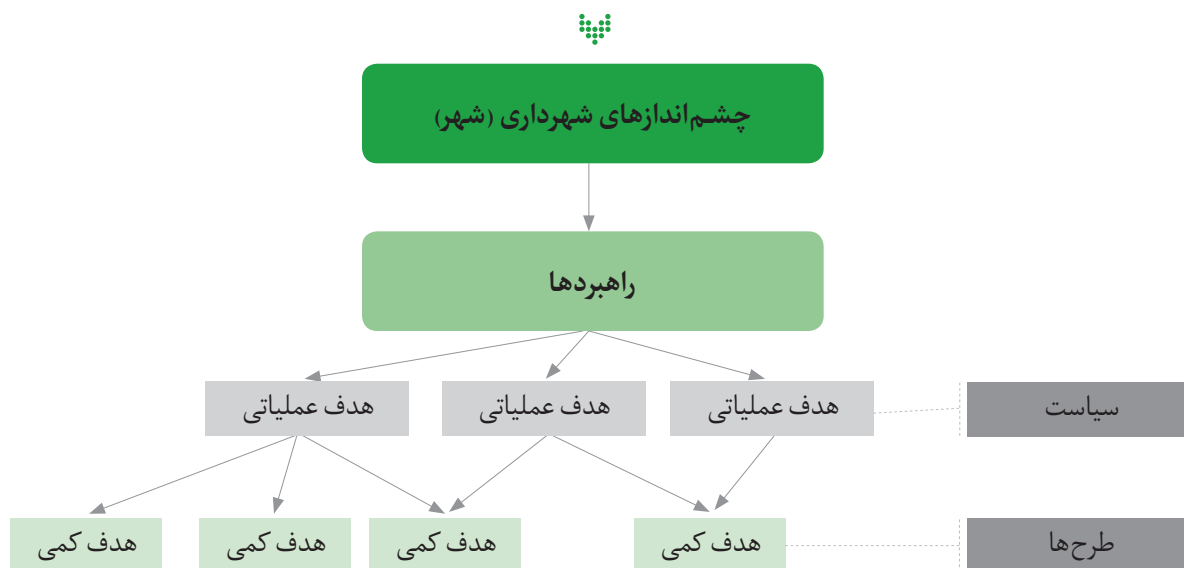 چشم‌اندازهای شهرداری (شهر)
راهبردها
هدف عملیاتی
هدف عملیاتی
هدف عملیاتی
سیاست
هدف کمی
هدف کمی
هدف کمی
هدف کمی
طرح‌ها